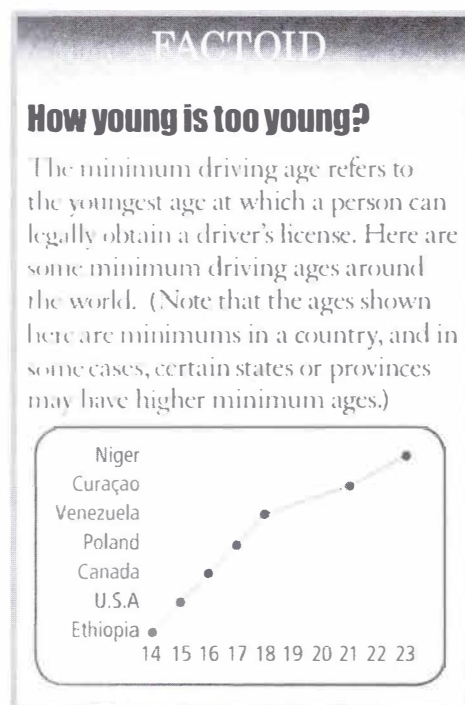 FACTOID
How young is too young?
The minimum driving age refers to
the youngest age at which a person can
legally obtain a driver's license. Here are
some minimum driving ages around
the world. (Note that the ages shown
here are minimums in a country, and in
some cases, certain states or provinces
may have higher minimum ages.)
Niger
Curaçao
Venezuela
Poland
Canada
U.S.A
Ethiopia
14 15 16 17 18 19 20 21 22 23